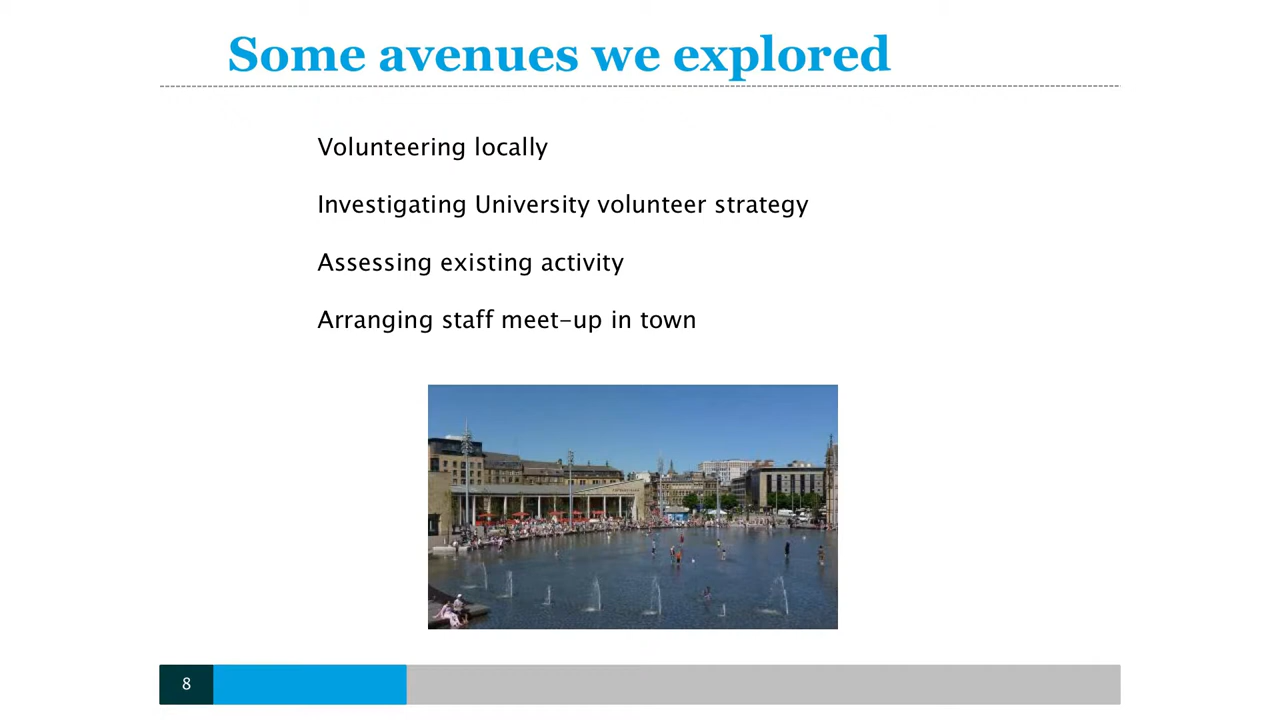 Some avenues we explored
Volunteering locally
Investigating University volunteer strategy
Assessing existing activity
Arranging staff meet-up in town
8